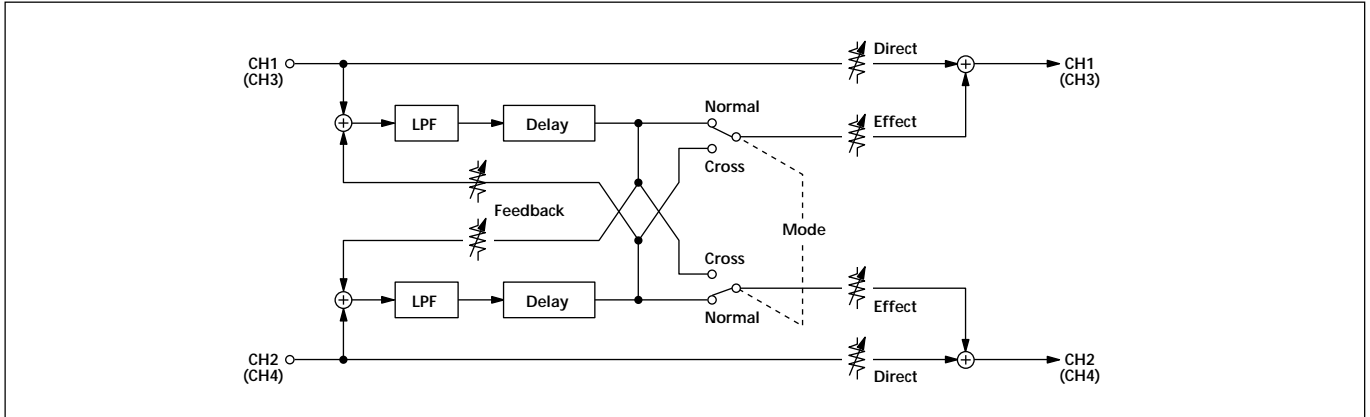 Direct
CH1
(CH3)
CH1
(CH3)
Normal
LPF
Delay
Effect
Cross
Feedback
Mode
Cross
LPF
Delay
Effect
Normal
CH2
(CH4)
CH2
(CH4)
Direct